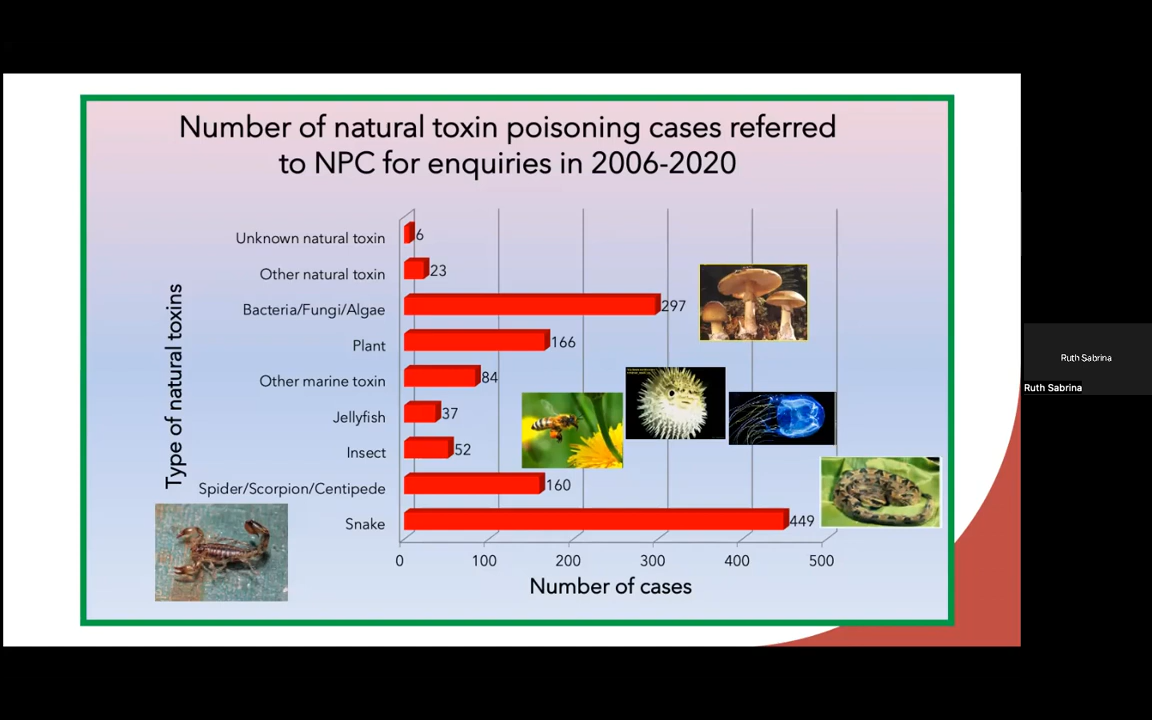 Number of natural toxin poisoning cases referred
to NPC for enquiries in 2006-2020
Type of natural toxins
Unknown natural toxin 6
Other natural toxin 23
Bacteria/Fungi/Algae 297
Plant 166
Other marine toxin 84
Jellyfish 37
Insect 52
Spider/Scorpion/Centipede 160
Snake 449
0 100 200 300 400 500
Number of cases
Ruth Sabrina
Ruth Sabrina